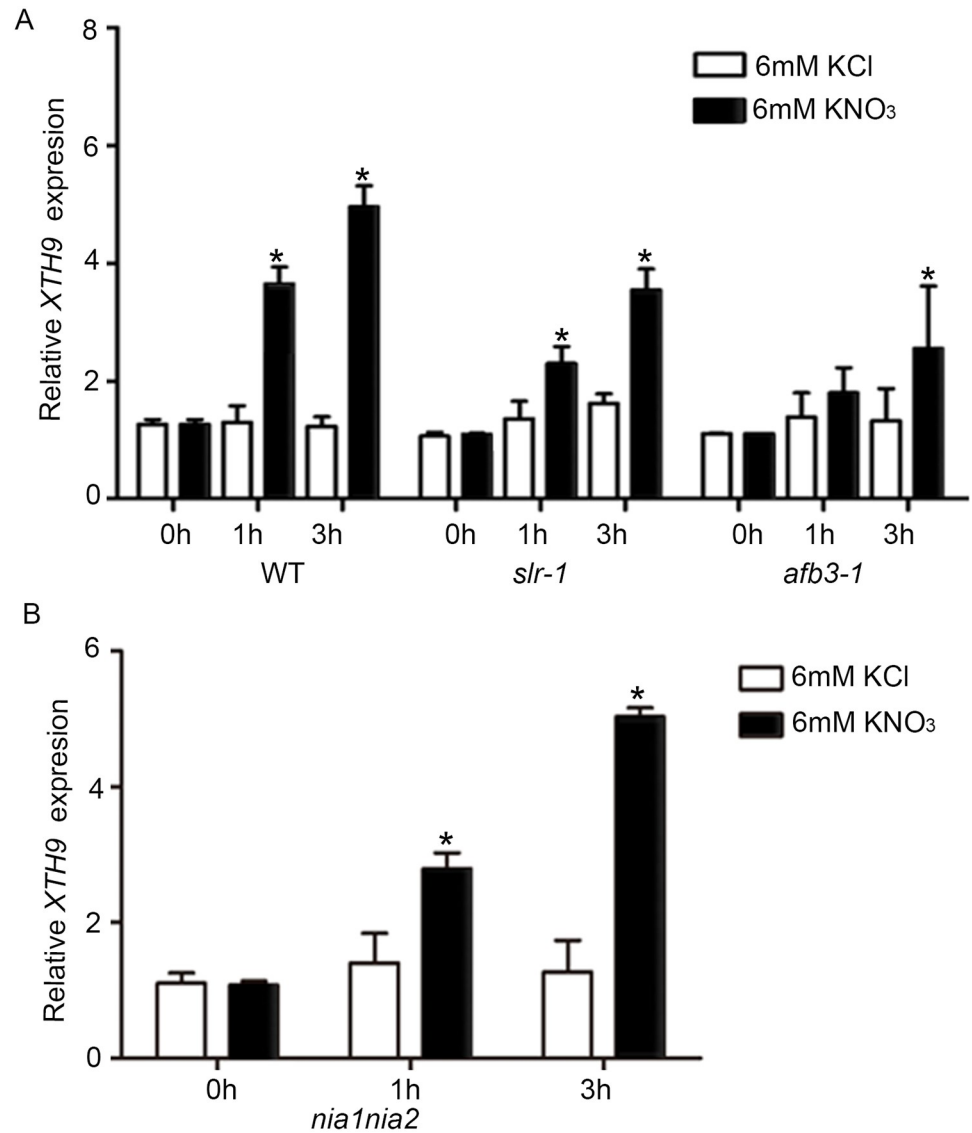 A
8
6
4
2
0
Relative XTH9 expresion
6mM KCl
6mM KNO₃
* * * * *
0h 1h 3h 0h 1h 3h 0h 1h 3h
WT slr-1 afb3-1
B
6
4
2
0
Relative XTH9 expresion
6mM KCl
6mM KNO₃
* *
0h 1h 3h
nia1nia2